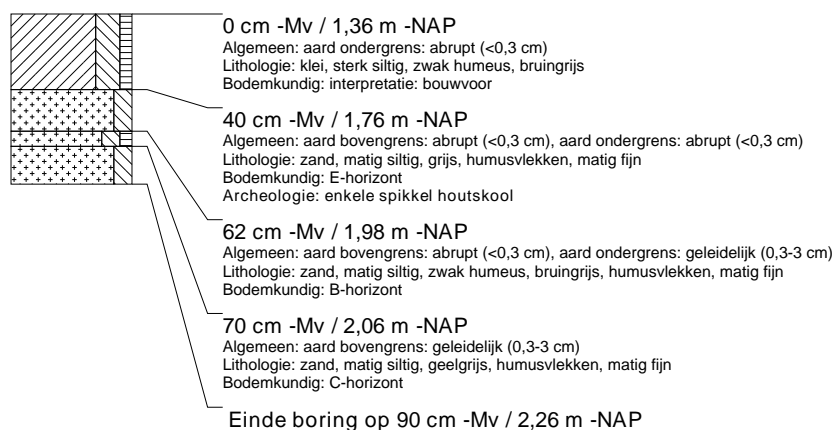 0 cm -Mv / 1,36 m -NAP
Algemeen: aard ondergrens: abrupt (<0,3 cm)
Lithologie: klei, sterk siltig, zwak humeus, bruingrijs
Bodemkundig: interpretatie: bouwvoor
40 cm -Mv / 1,76 m -NAP
Algemeen: aard bovengrens: abrupt (<0,3 cm), aard ondergrens: abrupt (<0,3 cm)
Lithologie: zand, matig siltig, grijs, humusvlekken, matig fijn
Bodemkundig: E-horizont
Archeologie: enkele spikkel houtskool
62 cm -Mv / 1,98 m -NAP
Algemeen: aard bovengrens: abrupt (<0,3 cm), aard ondergrens: geleidelijk (0,3-3 cm)
Lithologie: zand, matig siltig, zwak humeus, bruingrijs, humusvlekken, matig fijn
Bodemkundig: B-horizont
70 cm -Mv / 2,06 m -NAP
Algemeen: aard bovengrens: geleidelijk (0,3-3 cm)
Lithologie: zand, matig siltig, geelgrijs, humusvlekken, matig fijn
Bodemkundig: C-horizont
Einde boring op 90 cm -Mv / 2,26 m -NAP